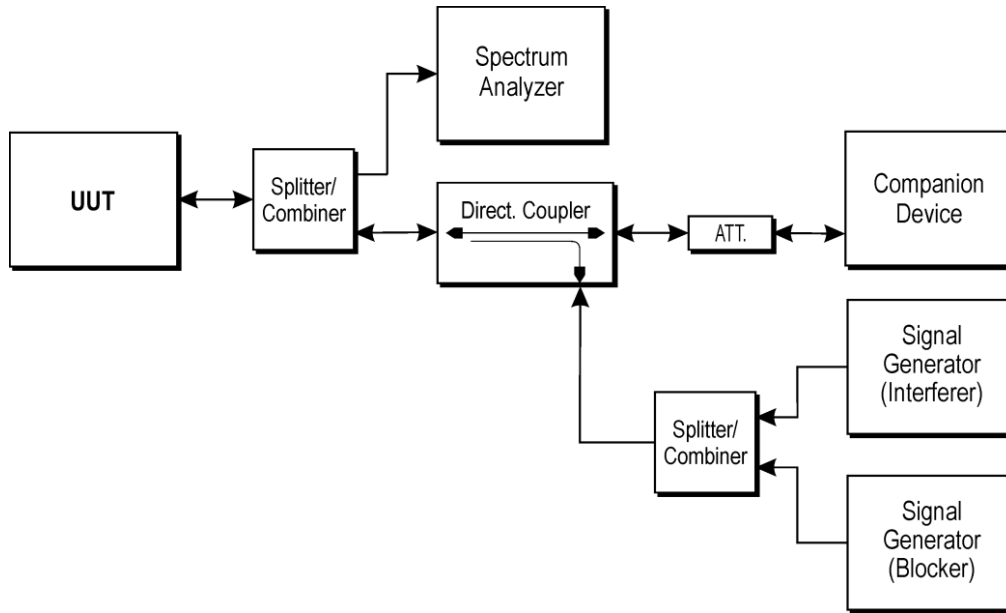 Spectrum
Analyzer
UUT
Splitter/
Combiner
Direct. Coupler
ATT.
Companion
Device
Signal
Generator
(Interferer)
Splitter/
Combiner
Signal
Generator
(Blocker)